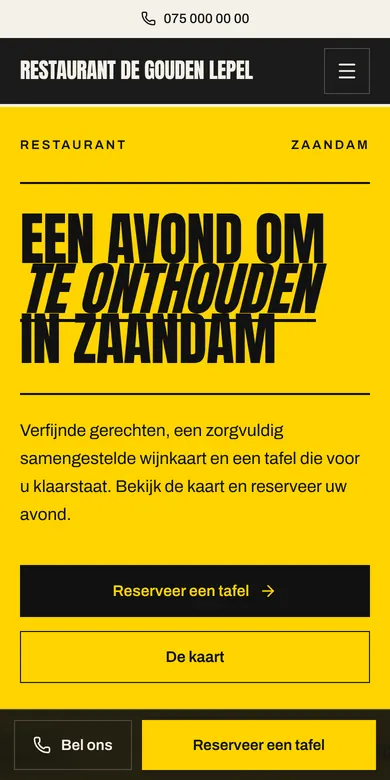 075 000 00 00
RESTAURANT DE GOUDEN LEPEL
RESTAURANT ZAANDAM
EEN AVOND OM
TE ONTHOUDEN
IN ZAANDAM
Verfijnde gerechten, een zorgvuldig
samengestelde wijnkaart en een tafel die voor
u klaarstaat. Bekijk de kaart en reserveer uw
avond.
Reserveer een tafel
De kaart
Bel ons Reserveer een tafel